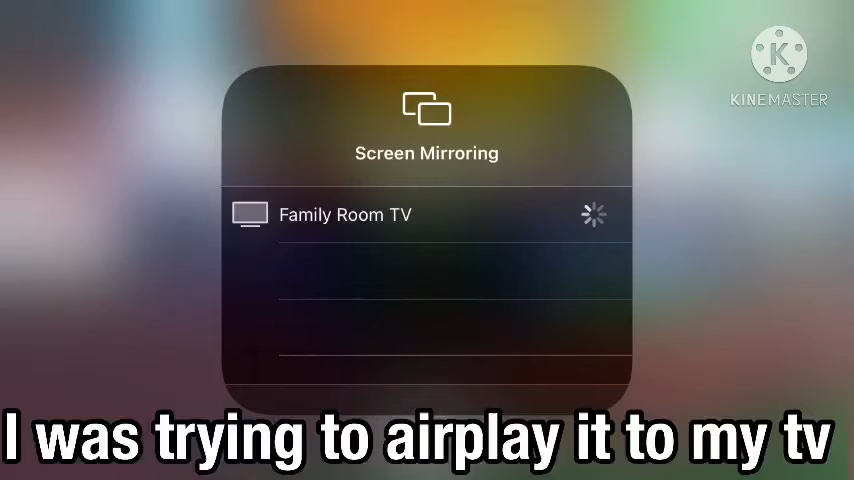 K
KINEMASTER
Screen Mirroring
Family Room TV
I was trying to airplay it to my tv